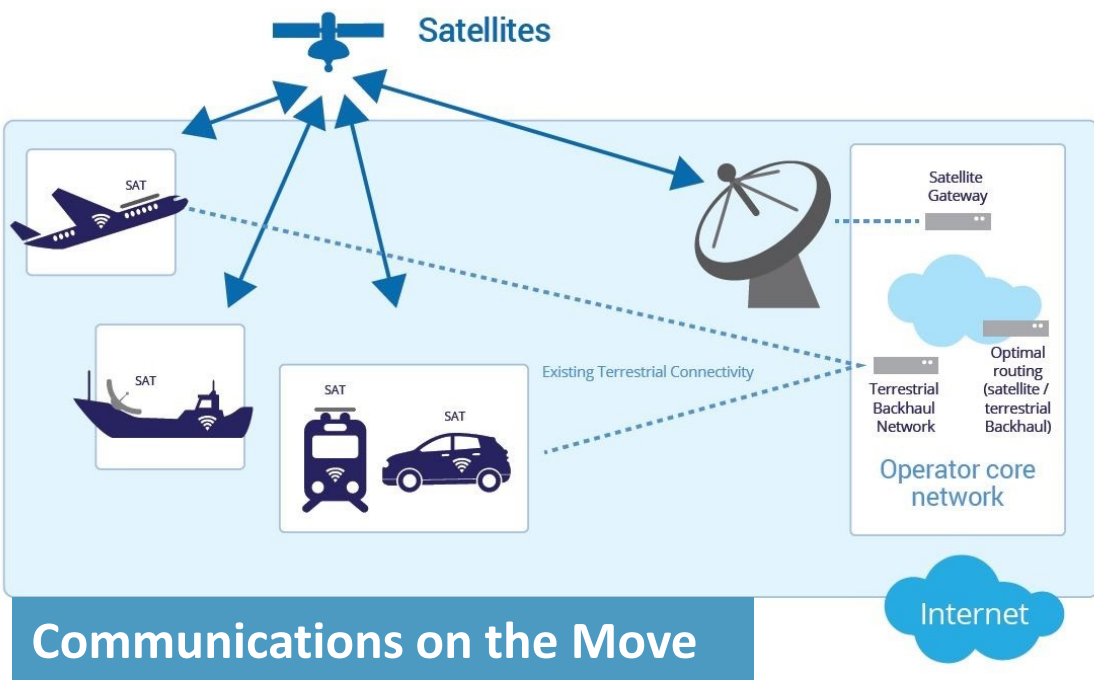 Satellites
SAT
Satellite
Gateway
SAT
SAT
SAT
Existing Terrestrial Connectivity
Terrestrial
Backhaul
Network
Optimal
routing
(satellite /
terrestrial
Backhaul)
Operator core
network
Internet
Communications on the Move